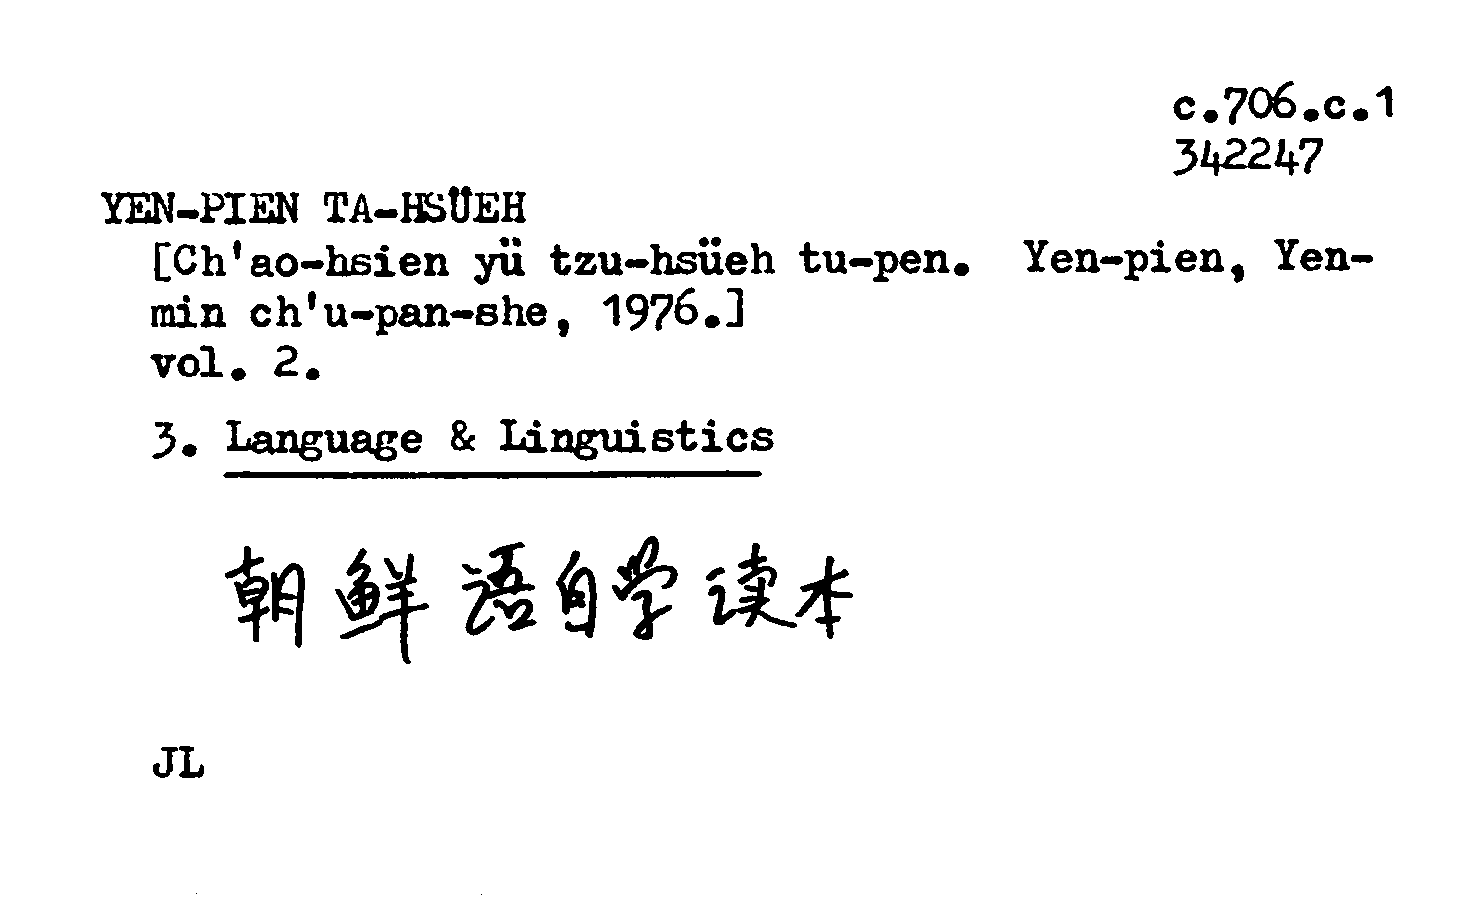 c.706.c.1
342247
YEN-PIEN TA-HSÜEH
[Ch'ao-hsien yü tzu-hsüeh tu-pen. Yen-pien, Yen-
min ch'u-pan-she, 1976.]
vol. 2.
3. Language & Linguistics
朝鲜语自学读本
JL